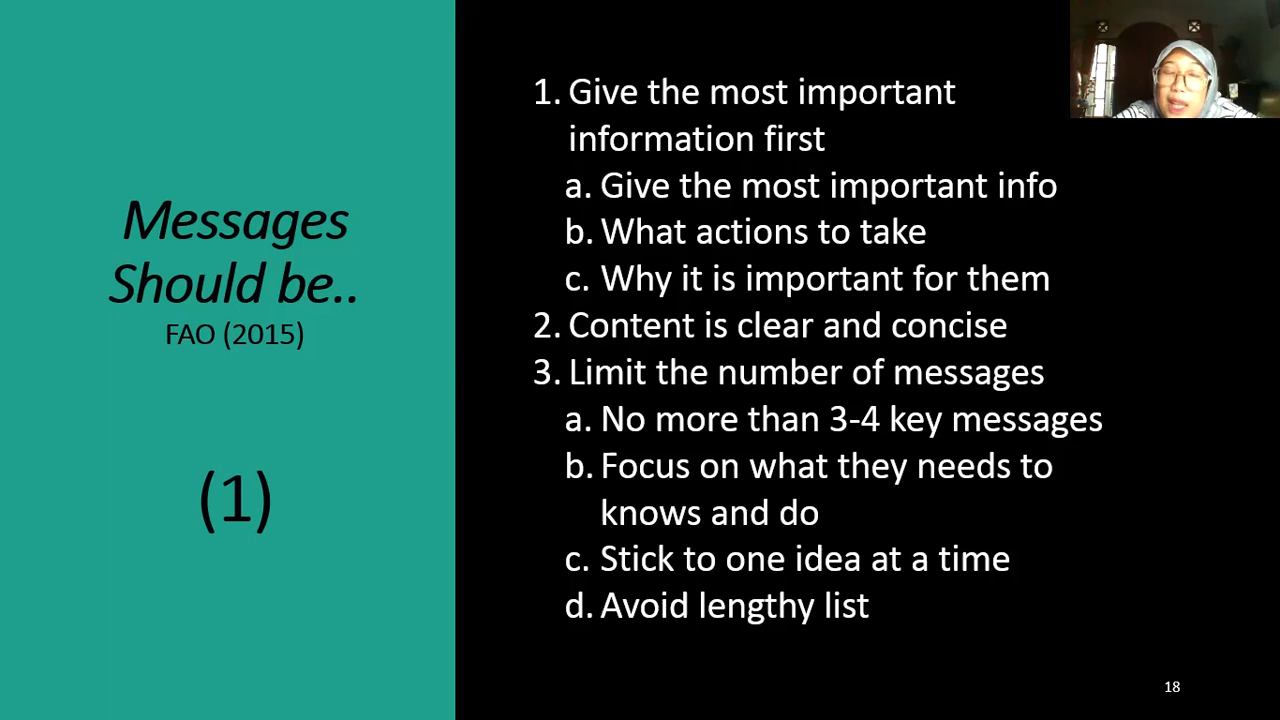 Messages
Should be..
FAO (2015)
(1)
1. Give the most important
information first
a. Give the most important info
b. What actions to take
c. Why it is important for them
2. Content is clear and concise
3. Limit the number of messages
a. No more than 3-4 key messages
b. Focus on what they needs to
knows and do
c. Stick to one idea at a time
d. Avoid lengthy list
18